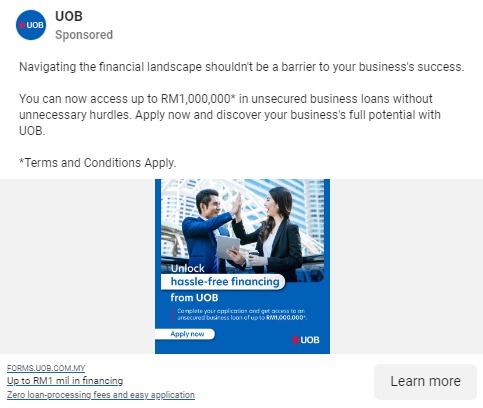 UOB
UOB
Sponsored
Navigating the financial landscape shouldn't be a barrier to your business's success.
You can now access up to RM1,000,000* in unsecured business loans without
unnecessary hurdles. Apply now and discover your business's full potential with
UOB.
*Terms and Conditions Apply.
Unlock
hassle-free financing
from UOB
Complete your application and get access to an
unsecured business loan of up to RM1,000,000*.
Apply now
UOB
FORMS.UOB.COM.MY
Up to RM1 mil in financing
Zero loan-processing fees and easy application
Learn more